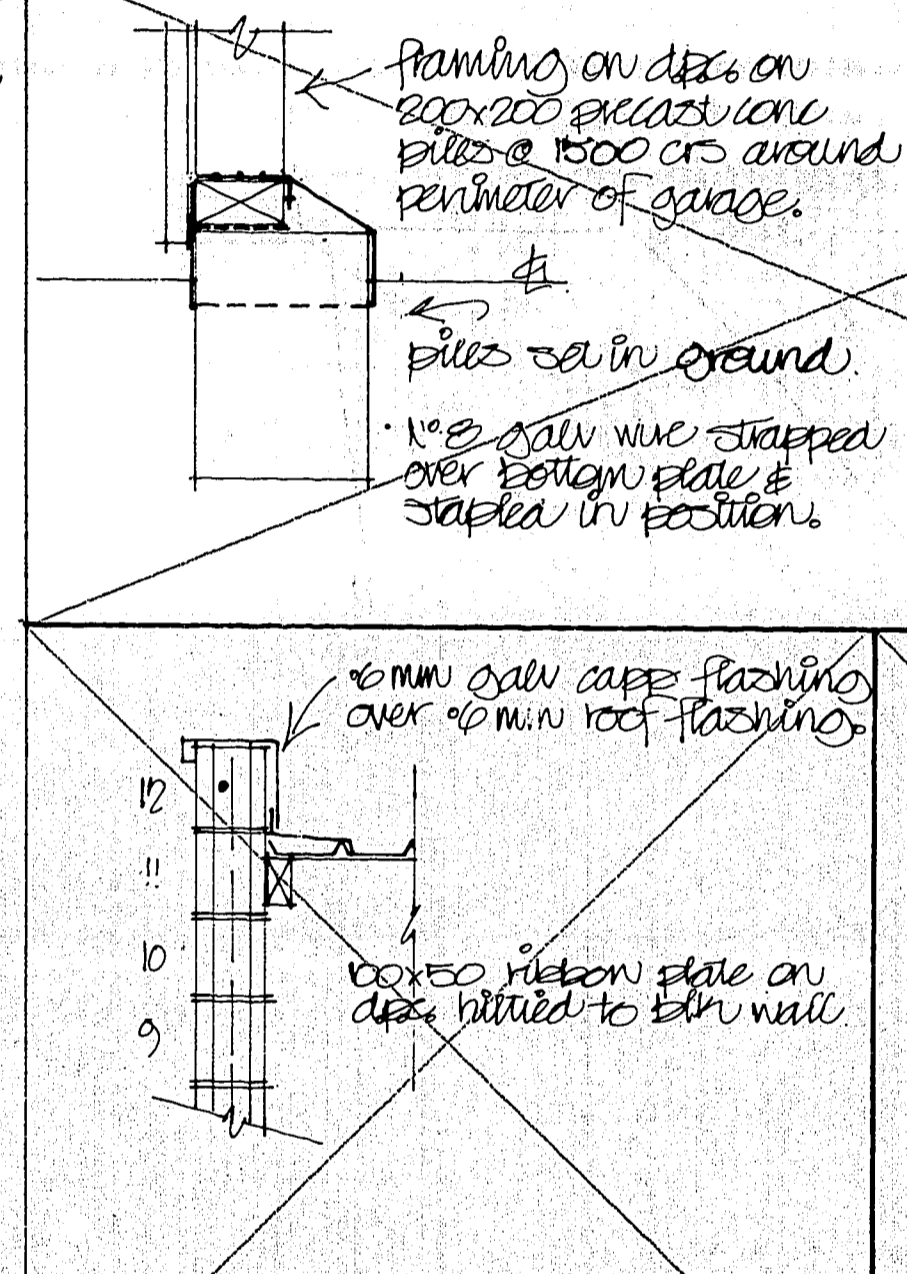 framing on dpc on
200x200 precast conc
piles @ 1500 crs around
perimeter of garage.
GL
piles set in ground.
No 8 galv wire strapped
over bottom plate &
stapled in position.
.6 mm galv capp flashing
over .6 min roof flashing.
12
11
10
9
100x50 ribbon plate on
dpc hiltied to blk wall